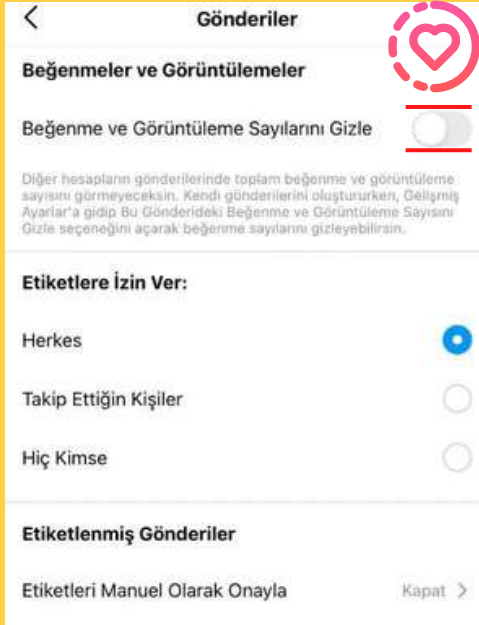 Gönderiler
Beğenmeler ve Görüntülemeler
Beğenme ve Görüntüleme Sayılarını Gizle
Diğer hesapların gönderilerinde toplam beğenme ve görüntüleme
sayısını görmeyeceksin. Kendi gönderilerini oluştururken, Gelişmiş
Ayarlar'a gidip Bu Gönderideki Beğenme ve Görüntüleme Sayısını
Gizle seçeneğini açarak beğenme sayılarını gizleyebilirsin.
Etiketlere İzin Ver:
Herkes
Takip Ettiğin Kişiler
Hiç Kimse
Etiketlenmiş Gönderiler
Etiketleri Manuel Olarak Onayla
Kapat >